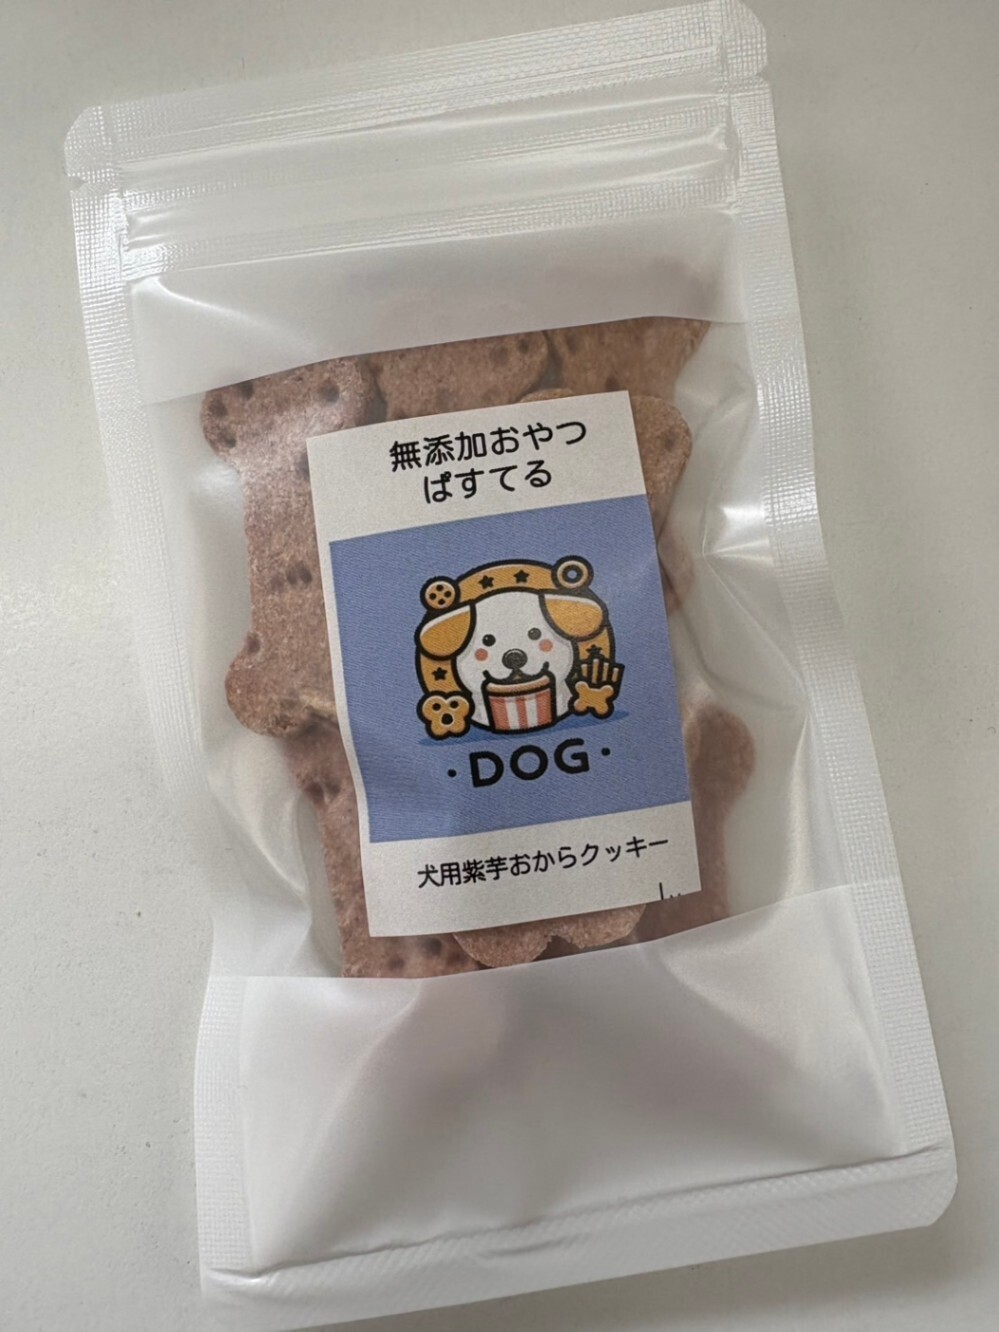 無添加おやつ
ぱすてる
・DOG・
犬用紫芋おからクッキー